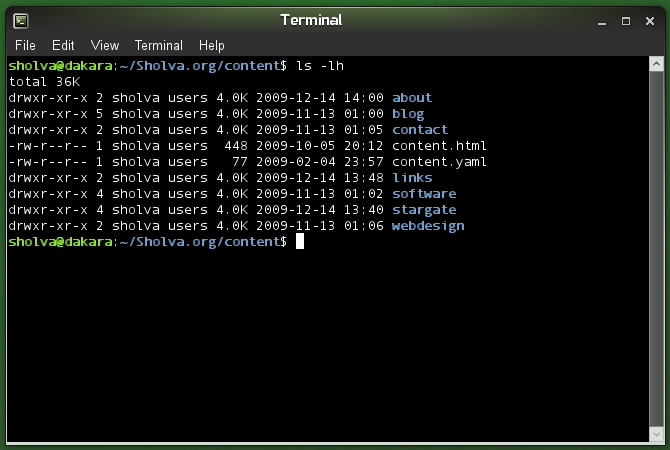 Terminal
File Edit View Terminal Help
sholva@dakara:~/Sholva.org/content$ ls -lh
total 36K
drwxr-xr-x 2 sholva users 4.0K 2009-12-14 14:00 about
drwxr-xr-x 5 sholva users 4.0K 2009-11-13 01:00 blog
drwxr-xr-x 2 sholva users 4.0K 2009-11-13 01:05 contact
-rw-r--r-- 1 sholva users  448 2009-10-05 20:12 content.html
-rw-r--r-- 1 sholva users   77 2009-02-04 23:57 content.yaml
drwxr-xr-x 2 sholva users 4.0K 2009-12-14 13:48 links
drwxr-xr-x 4 sholva users 4.0K 2009-11-13 01:02 software
drwxr-xr-x 4 sholva users 4.0K 2009-12-14 13:40 stargate
drwxr-xr-x 2 sholva users 4.0K 2009-11-13 01:06 webdesign
sholva@dakara:~/Sholva.org/content$